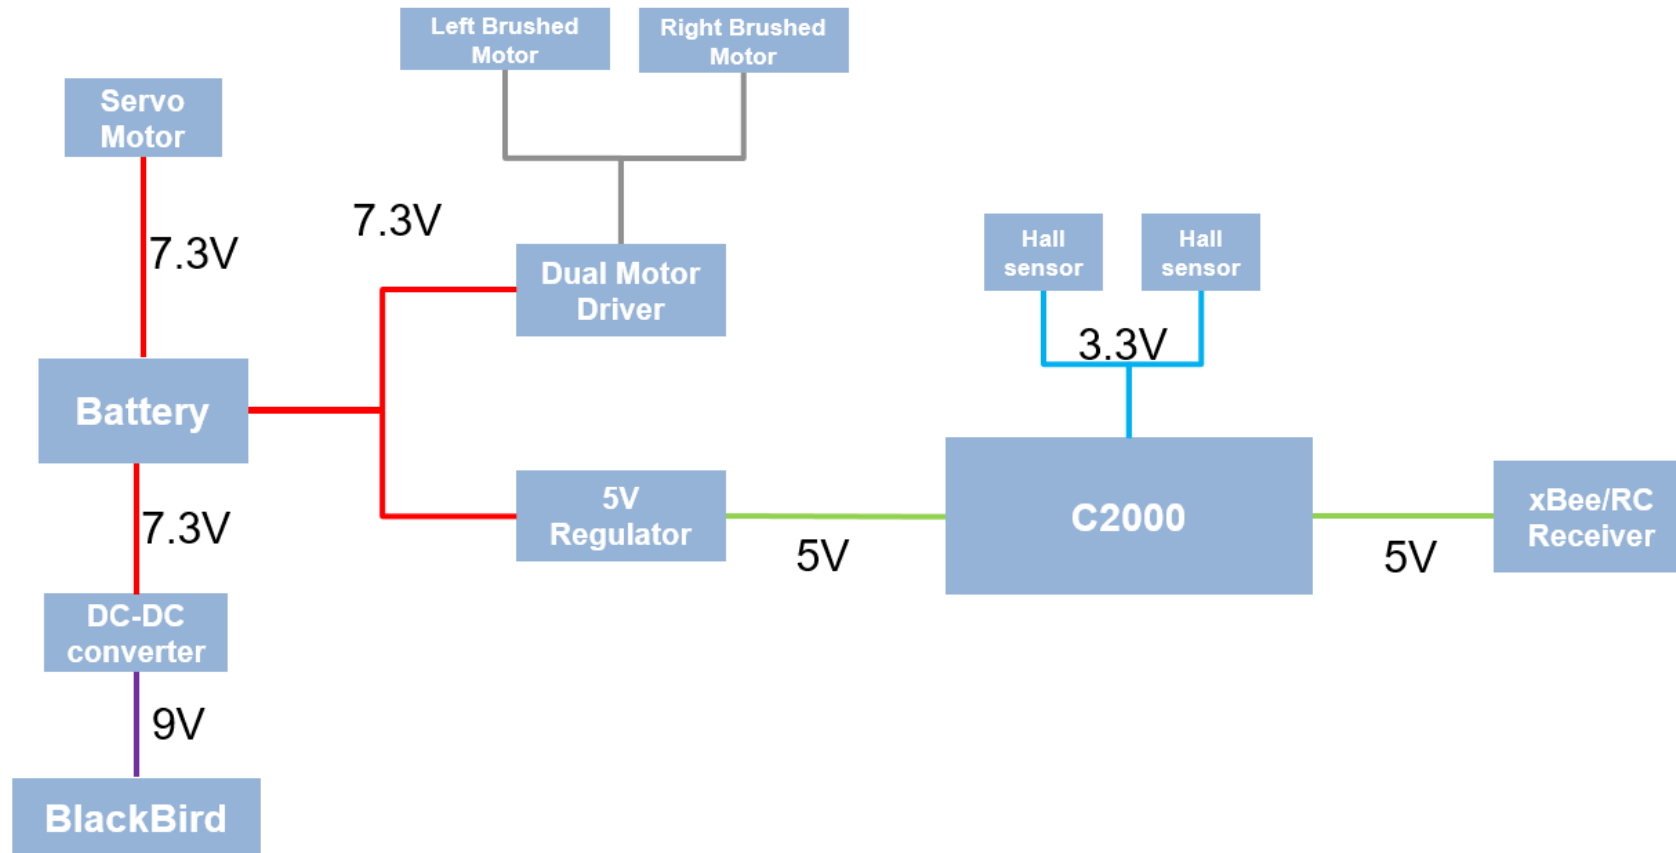 Left Brushed
Motor
Right Brushed
Motor
Servo
Motor
7.3V
7.3V
Dual Motor
Driver
Hall
sensor
Hall
sensor
3.3V
Battery
5V
Regulator
5V
C2000
5V
xBee/RC
Receiver
7.3V
DC-DC
converter
9V
BlackBird